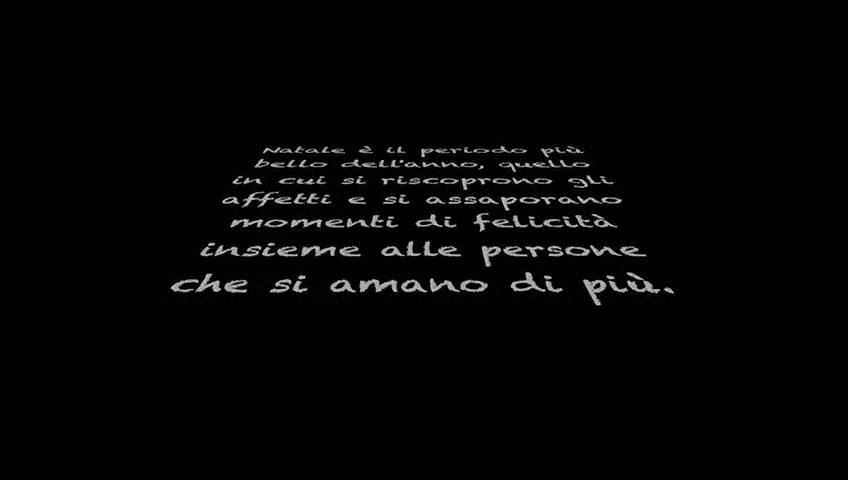 Natale è il periodo più
bello dell'anno, quello
in cui si riscoprono gli
affetti e si assaporano
momenti di felicità
insieme alle persone
che si amano di più.